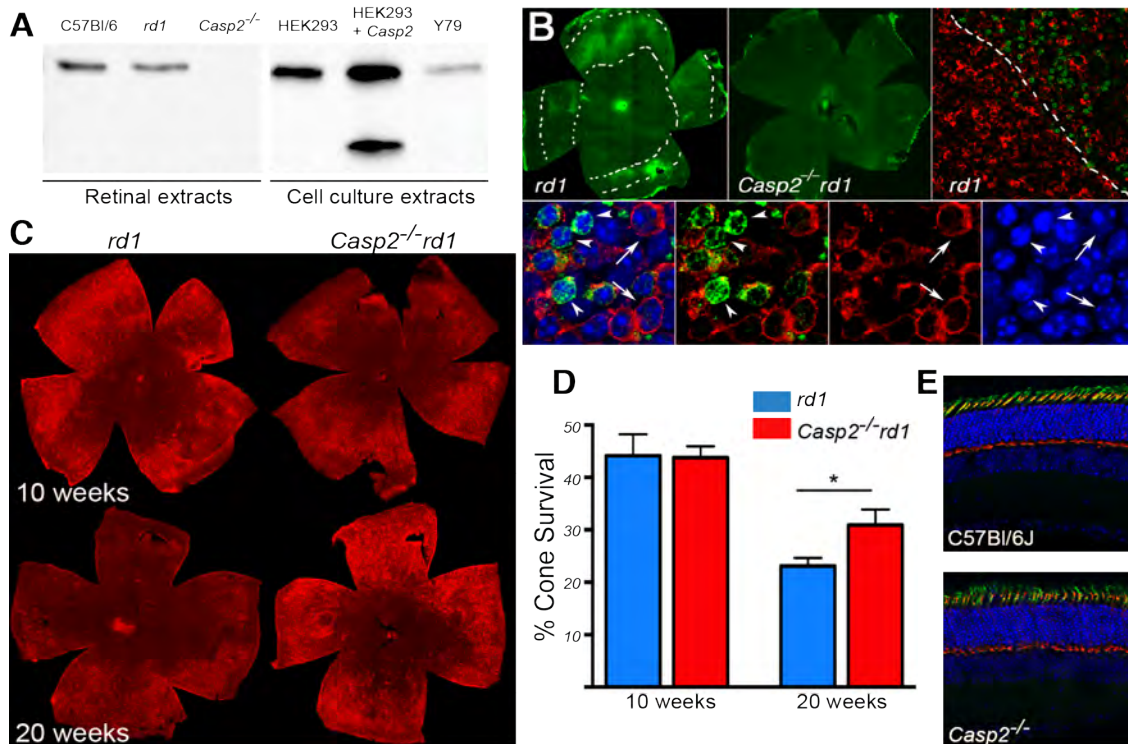 A
C57Bl/6 rd1 Casp2–/– HEK293 HEK293 + Casp2 Y79
Retinal extracts Cell culture extracts
B
rd1 Casp2–/–rd1 rd1
C
rd1 Casp2–/–rd1
10 weeks
20 weeks
D
rd1
Casp2–/–rd1
% Cone Survival
50
40
30
20
10
*
10 weeks 20 weeks
E
C57Bl/6J
Casp2–/–